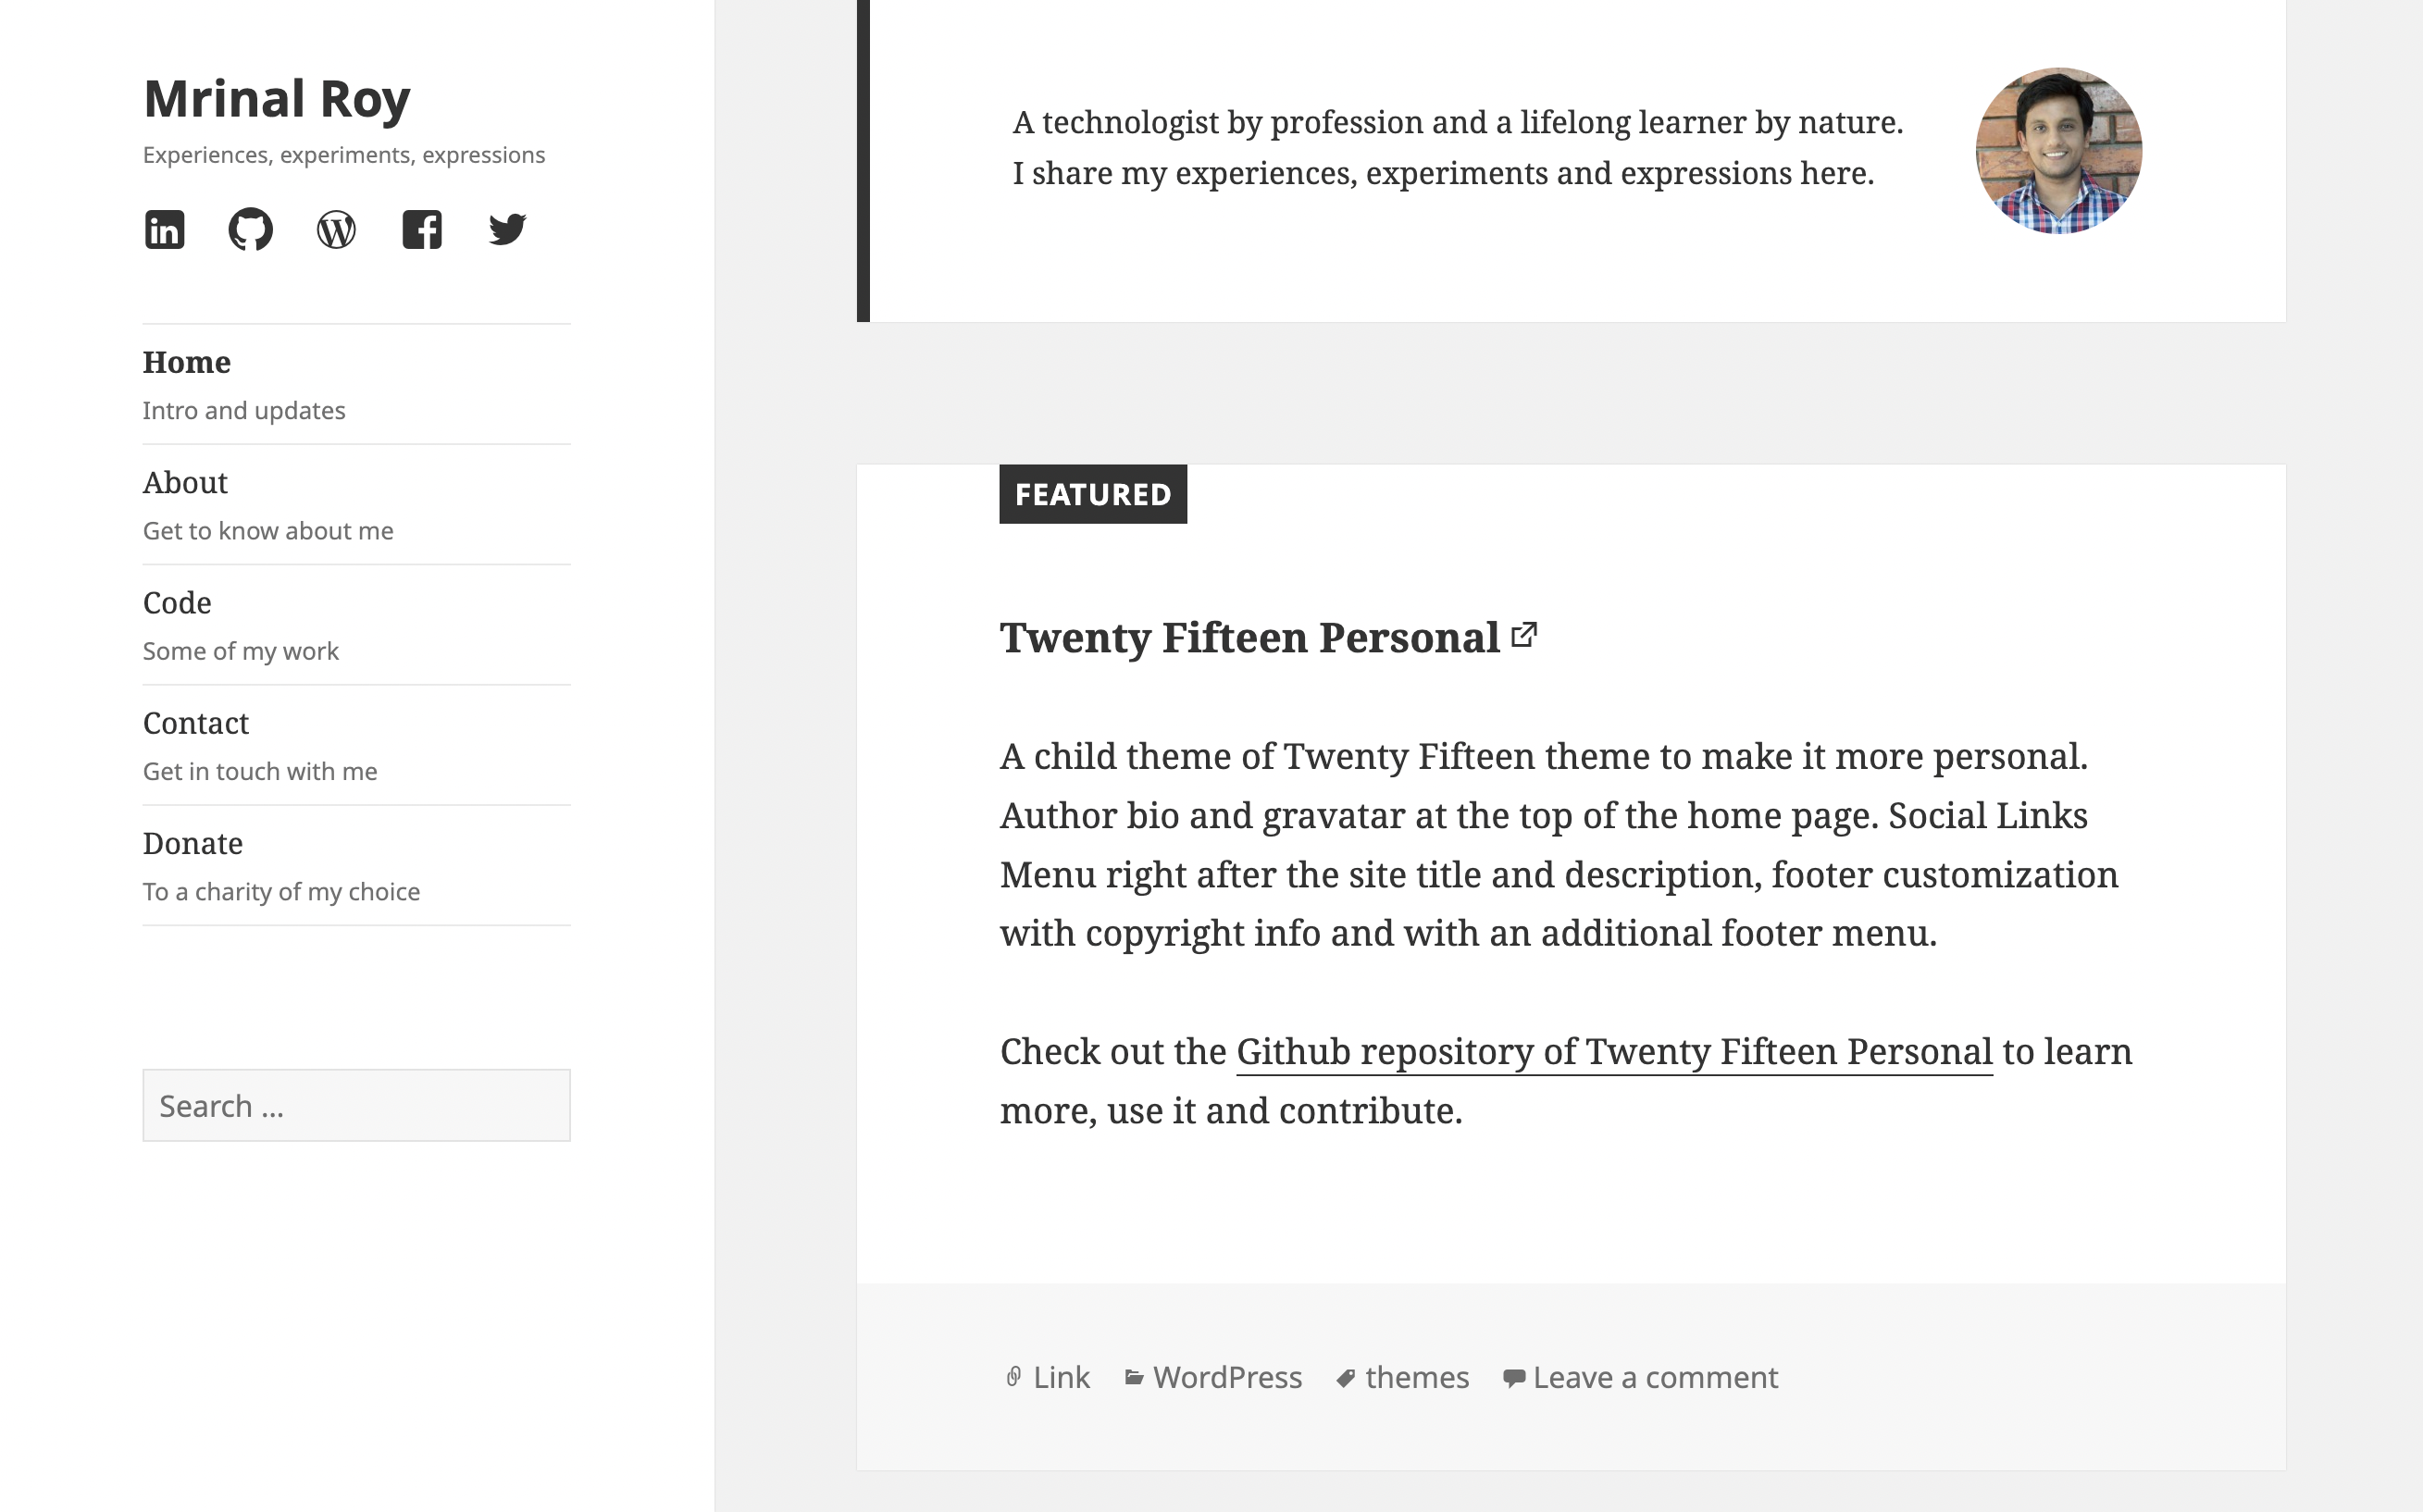 Mrinal Roy
Experiences, experiments, expressions
Home
Intro and updates
About
Get to know about me
Code
Some of my work
Contact
Get in touch with me
Donate
To a charity of my choice
Search ...
A technologist by profession and a lifelong learner by nature.
I share my experiences, experiments and expressions here.
FEATURED
Twenty Fifteen Personal
A child theme of Twenty Fifteen theme to make it more personal.
Author bio and gravatar at the top of the home page. Social Links
Menu right after the site title and description, footer customization
with copyright info and with an additional footer menu.
Check out the Github repository of Twenty Fifteen Personal to learn
more, use it and contribute.
Link WordPress themes Leave a comment